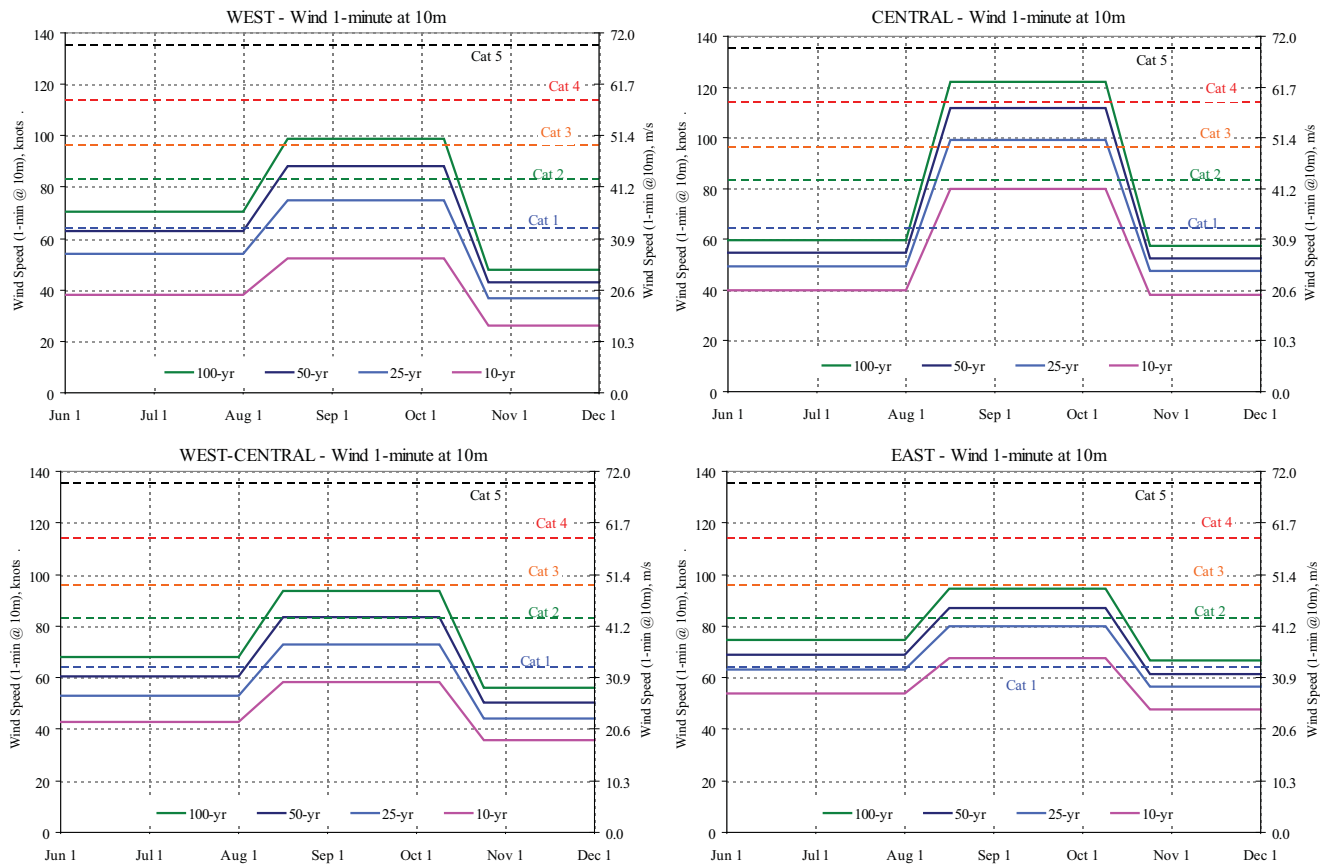 WEST - Wind 1-minute at 10m
Wind Speed (1-min @ 10m), knots .
140
120
100
80
60
40
20
0
Cat 5
Cat 4
Cat 3
Cat 2
Cat 1
100-yr 50-yr 25-yr 10-yr
Jun 1 Jul 1 Aug 1 Sep 1 Oct 1 Nov 1 Dec 1
72.0
61.7
51.4
41.2
30.9
20.6
10.3
0.0
Wind Speed (1-min @10m), m/s
CENTRAL - Wind 1-minute at 10m
Wind Speed (1-min @ 10m), knots .
140
120
100
80
60
40
20
0
Cat 5
Cat 4
Cat 3
Cat 2
Cat 1
100-yr 50-yr 25-yr 10-yr
Jun 1 Jul 1 Aug 1 Sep 1 Oct 1 Nov 1 Dec 1
72.0
61.7
51.4
41.2
30.9
20.6
10.3
0.0
Wind Speed (1-min @10m), m/s
WEST-CENTRAL - Wind 1-minute at 10m
Wind Speed (1-min @ 10m), knots .
140
120
100
80
60
40
20
0
Cat 5
Cat 4
Cat 3
Cat 2
Cat 1
100-yr 50-yr 25-yr 10-yr
Jun 1 Jul 1 Aug 1 Sep 1 Oct 1 Nov 1 Dec 1
72.0
61.7
51.4
41.2
30.9
20.6
10.3
0.0
Wind Speed (1-min @10m), m/s
EAST - Wind 1-minute at 10m
Wind Speed (1-min @ 10m), knots .
140
120
100
80
60
40
20
0
Cat 5
Cat 4
Cat 3
Cat 2
Cat 1
100-yr 50-yr 25-yr 10-yr
Jun 1 Jul 1 Aug 1 Sep 1 Oct 1 Nov 1 Dec 1
72.0
61.7
51.4
41.2
30.9
20.6
10.3
0.0
Wind Speed (1-min @10m), m/s